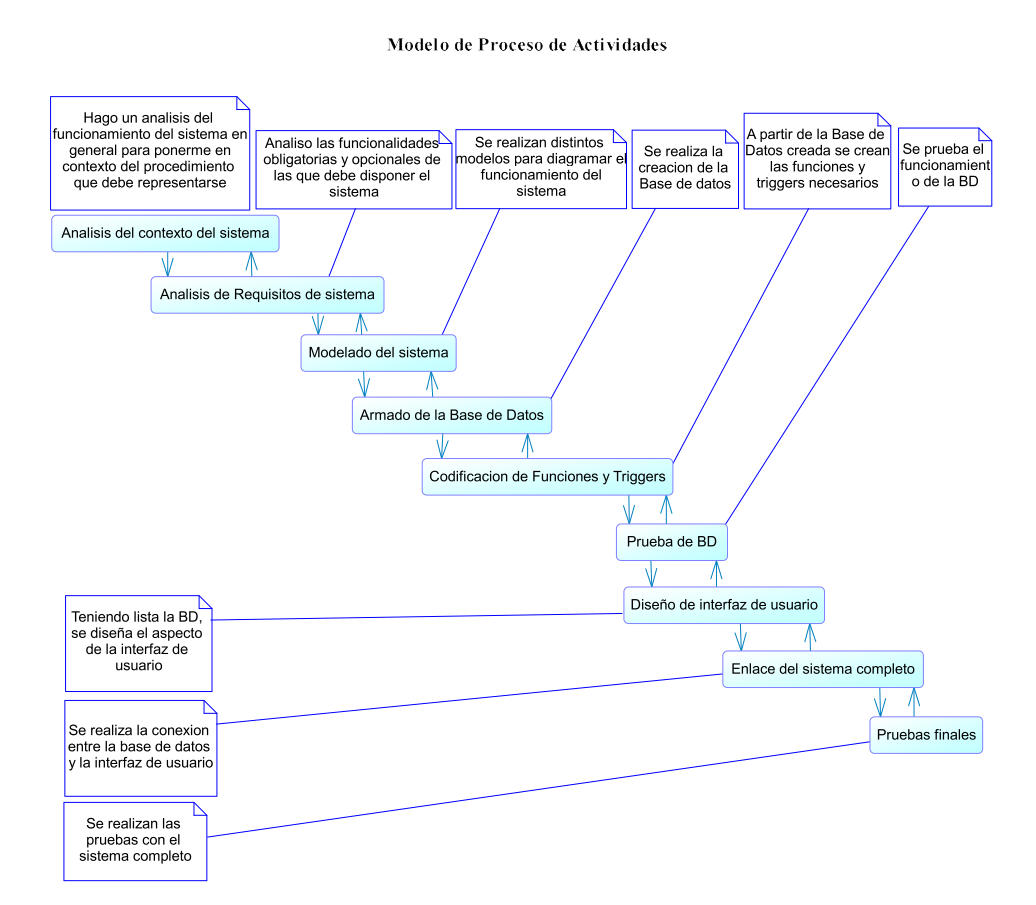 Modelo de Proceso de Actividades
Hago un analisis del
funcionamiento del sistema en
general para ponerme en
contexto del procedimiento
que debe representarse
Analiso las funcionalidades
obligatorias y opcionales de
las que debe disponer el
sistema
Se realizan distintos
modelos para diagramar el
funcionamiento del
sistema
Se realiza la
creacion de la
Base de datos
A partir de la Base de
Datos creada se crean
las funciones y
triggers necesarios
Se prueba el
funcionamient
o de la BD
Analisis del contexto del sistema
Analisis de Requisitos de sistema
Modelado del sistema
Armado de la Base de Datos
Codificacion de Funciones y Triggers
Prueba de BD
Diseño de interfaz de usuario
Teniendo lista la BD,
se diseña el aspecto
de la interfaz de
usuario
Enlace del sistema completo
Se realiza la conexion
entre la base de datos
y la interfaz de usuario
Pruebas finales
Se realizan las
pruebas con el
sistema completo